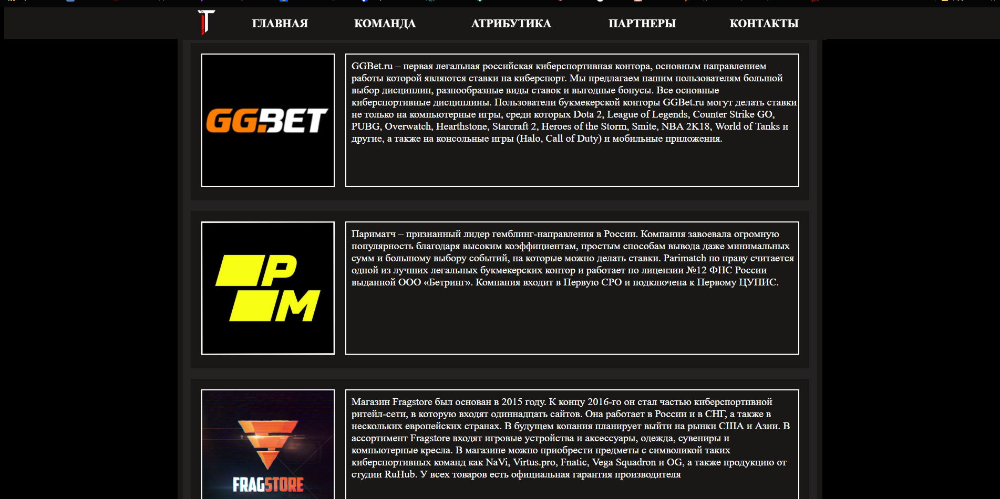 ГЛАВНАЯ КОМАНДА АТРИБУТИКА ПАРТНЕРЫ КОНТАКТЫ
GG.BET
GGBet.ru – первая легальная российская киберспортивная контора, основным направлением
работы которой являются ставки на киберспорт. Мы предлагаем нашим пользователям большой
выбор дисциплин, разнообразные виды ставок и выгодные бонусы. Все основные
киберспортивные дисциплины. Пользователи букмекерской конторы GGBet.ru могут делать ставки
не только на компьютерные игры, среди которых Dota 2, League of Legends, Counter Strike GO,
PUBG, Overwatch, Hearthstone, Starcraft 2, Heroes of the Storm, Smite, NBA 2K18, World of Tanks и
другие, а также на консольные игры (Halo, Call of Duty) и мобильные приложения.
P
M
Париматч – признанный лидер гемблинг-направления в России. Компания завоевала огромную
популярность благодаря высоким коэффициентам, простым способам вывода даже минимальных
сумм и большому выбору событий, на которые можно делать ставки. Parimatch по праву считается
одной из лучших легальных букмекерских контор и работает по лицензии №12 ФНС России
выданной ООО «Бетринг». Компания входит в Первую СРО и подключена к Первому ЦУПИС.
FRAGSTORE
Магазин Fragstore был основан в 2015 году. К концу 2016-го он стал частью киберспортивной
ритейл-сети, в которую входят одиннадцать сайтов. Она работает в России и в СНГ, а также в
нескольких европейских странах. В будущем копания планирует выйти на рынки США и Азии. В
ассортимент Fragstore входят игровые устройства и аксессуары, одежда, сувениры и
компьютерные кресла. В магазине можно приобрести предметы с символикой таких
киберспортивных команд как NaVi, Virtus.pro, Fnatic, Vega Squadron и OG, а также продукцию от
студии RuHub. У всех товаров есть официальная гарантия производителя